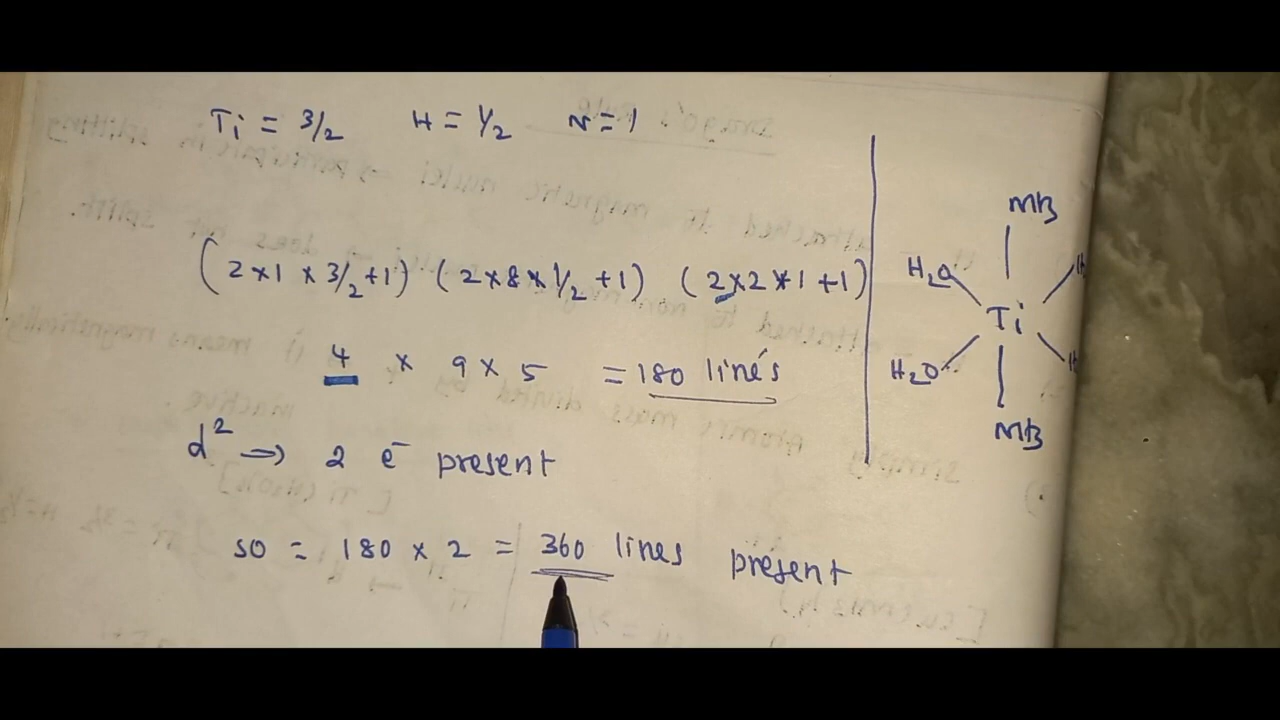 Ti = 3/2 H = 1/2 N = 1
(2×1×3/2+1) (2×8×1/2+1) (2×2×1+1)
4 × 9 × 5 = 180 lines
d² → 2 e⁻ present
so = 180 × 2 = 360 lines present
NH3
H2O
Ti
H2O
NH3